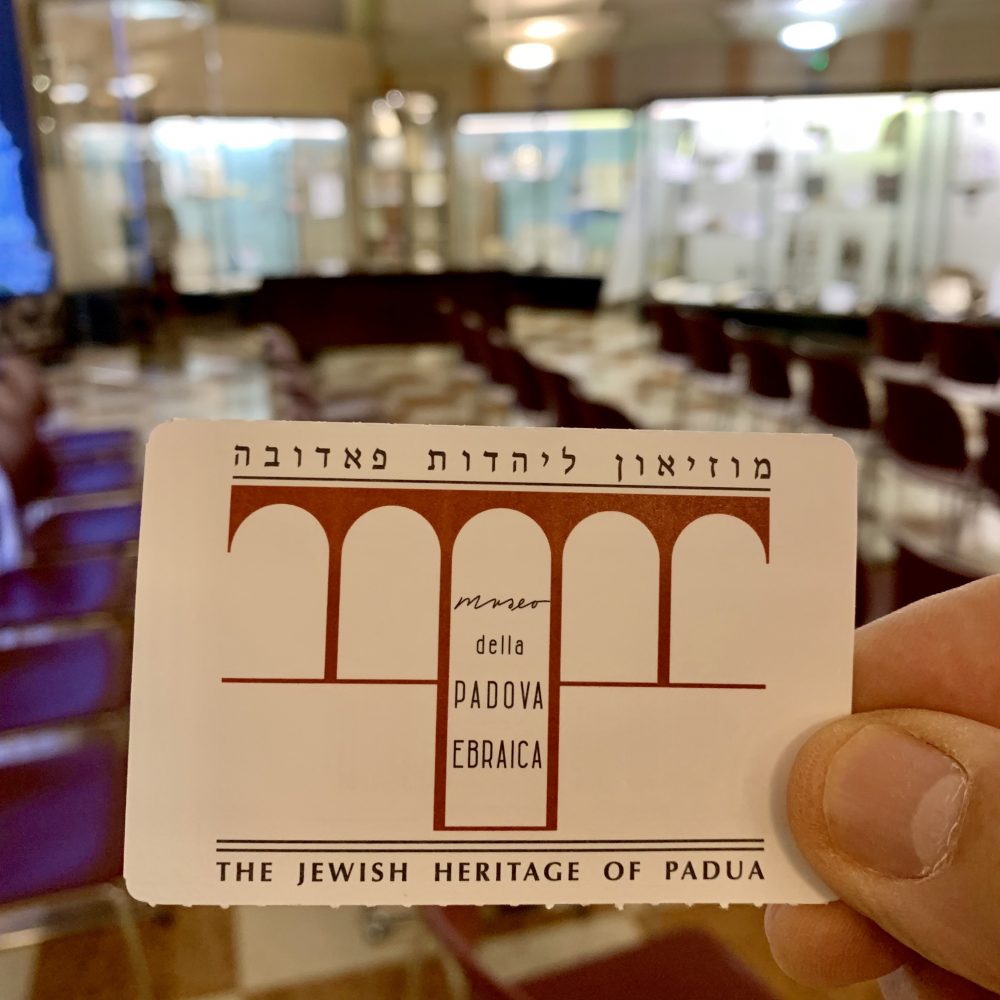 מוזיאון ליהדות פאדובה
museo
della
PADOVA
EBRAICA
THE JEWISH HERITAGE OF PADUA